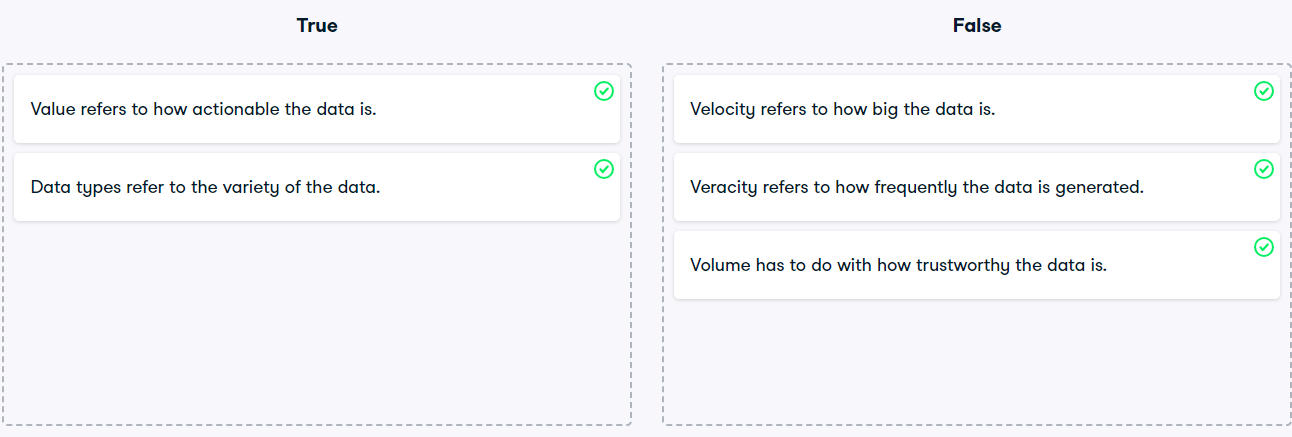 True
Value refers to how actionable the data is.
Data types refer to the variety of the data.
False
Velocity refers to how big the data is.
Veracity refers to how frequently the data is generated.
Volume has to do with how trustworthy the data is.